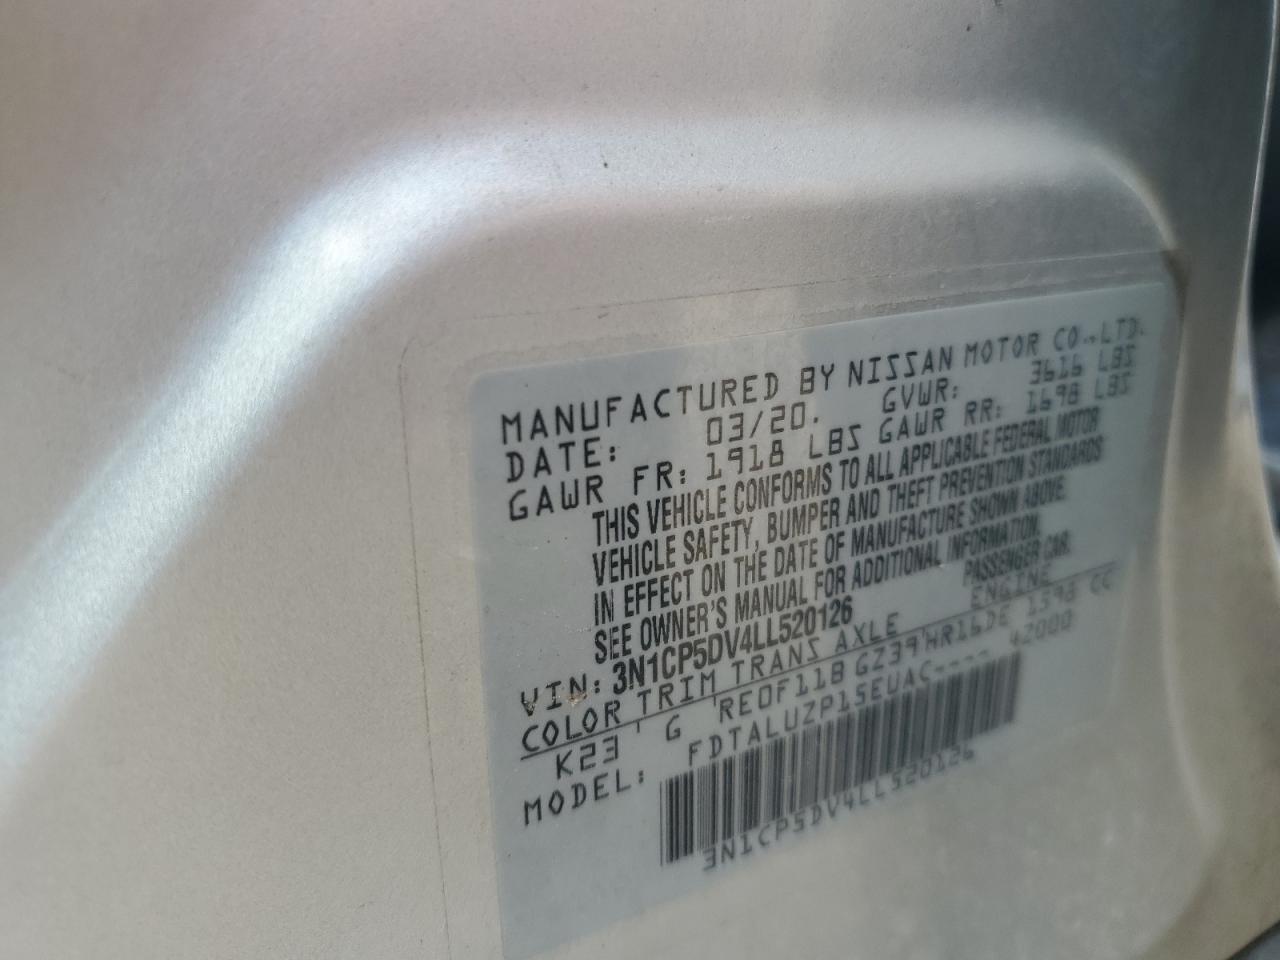 MANUFACTURED BY NISSAN MOTOR CO.,LTD.
DATE: 03/20. GVWR: 3616 LBS
GAWR FR: 1918 LBS GAWR RR: 1698 LBS
THIS VEHICLE CONFORMS TO ALL APPLICABLE FEDERAL MOTOR
VEHICLE SAFETY, BUMPER AND THEFT PREVENTION STANDARDS
IN EFFECT ON THE DATE OF MANUFACTURE SHOWN ABOVE.
SEE OWNER'S MANUAL FOR ADDITIONAL INFORMATION.
VIN: 3N1CP5DV4LL520126 PASSENGER CAR.
COLOR TRIM TRANS AXLE ENGINE
K23 ' G ' RE0F11B GZ39 ' HR16DE 1598 CC
MODEL: FDTALUZP15EUAC---- 42000
3N1CP5DV4LL520126